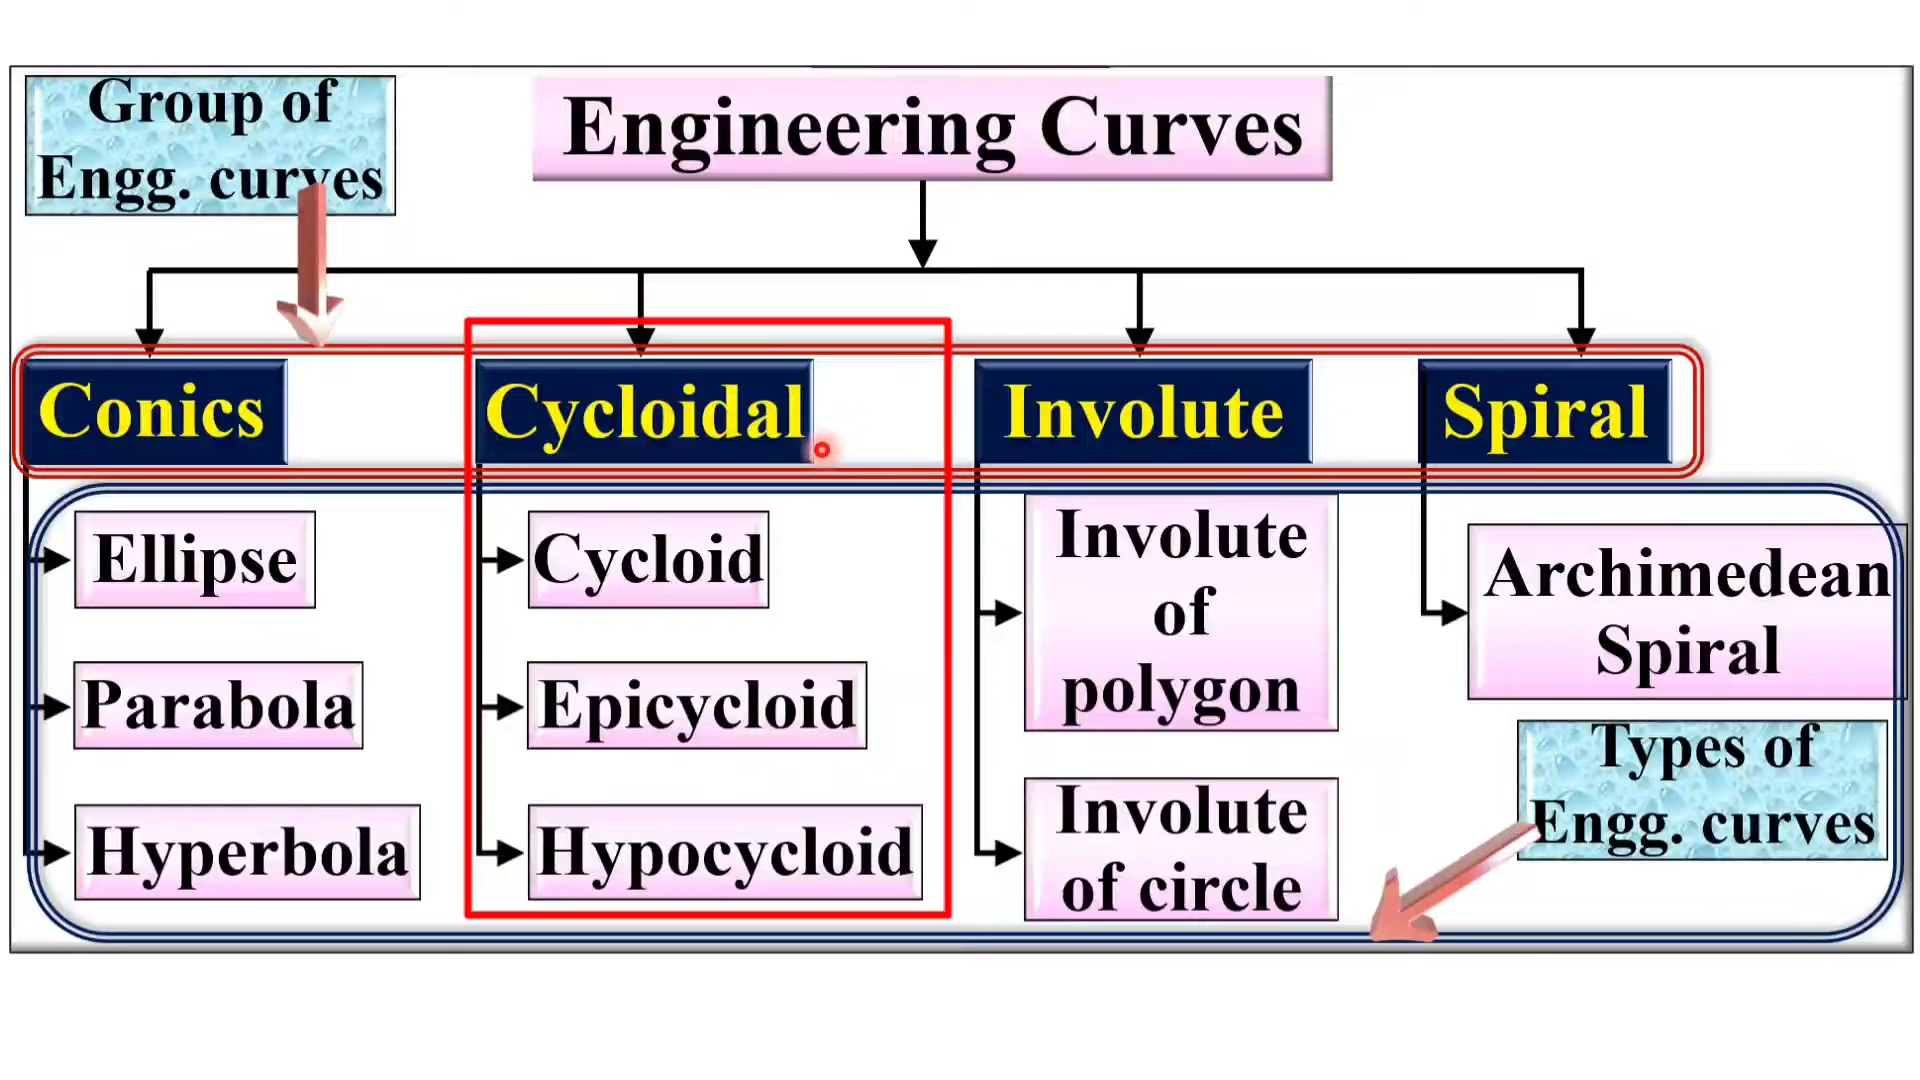 Group of
Engg. curves
Engineering Curves
Conics
Cycloidal
Involute
Spiral
Ellipse
Parabola
Hyperbola
Cycloid
Epicycloid
Hypocycloid
Involute
of
polygon
Involute
of circle
Archimedean
Spiral
Types of
Engg. curves